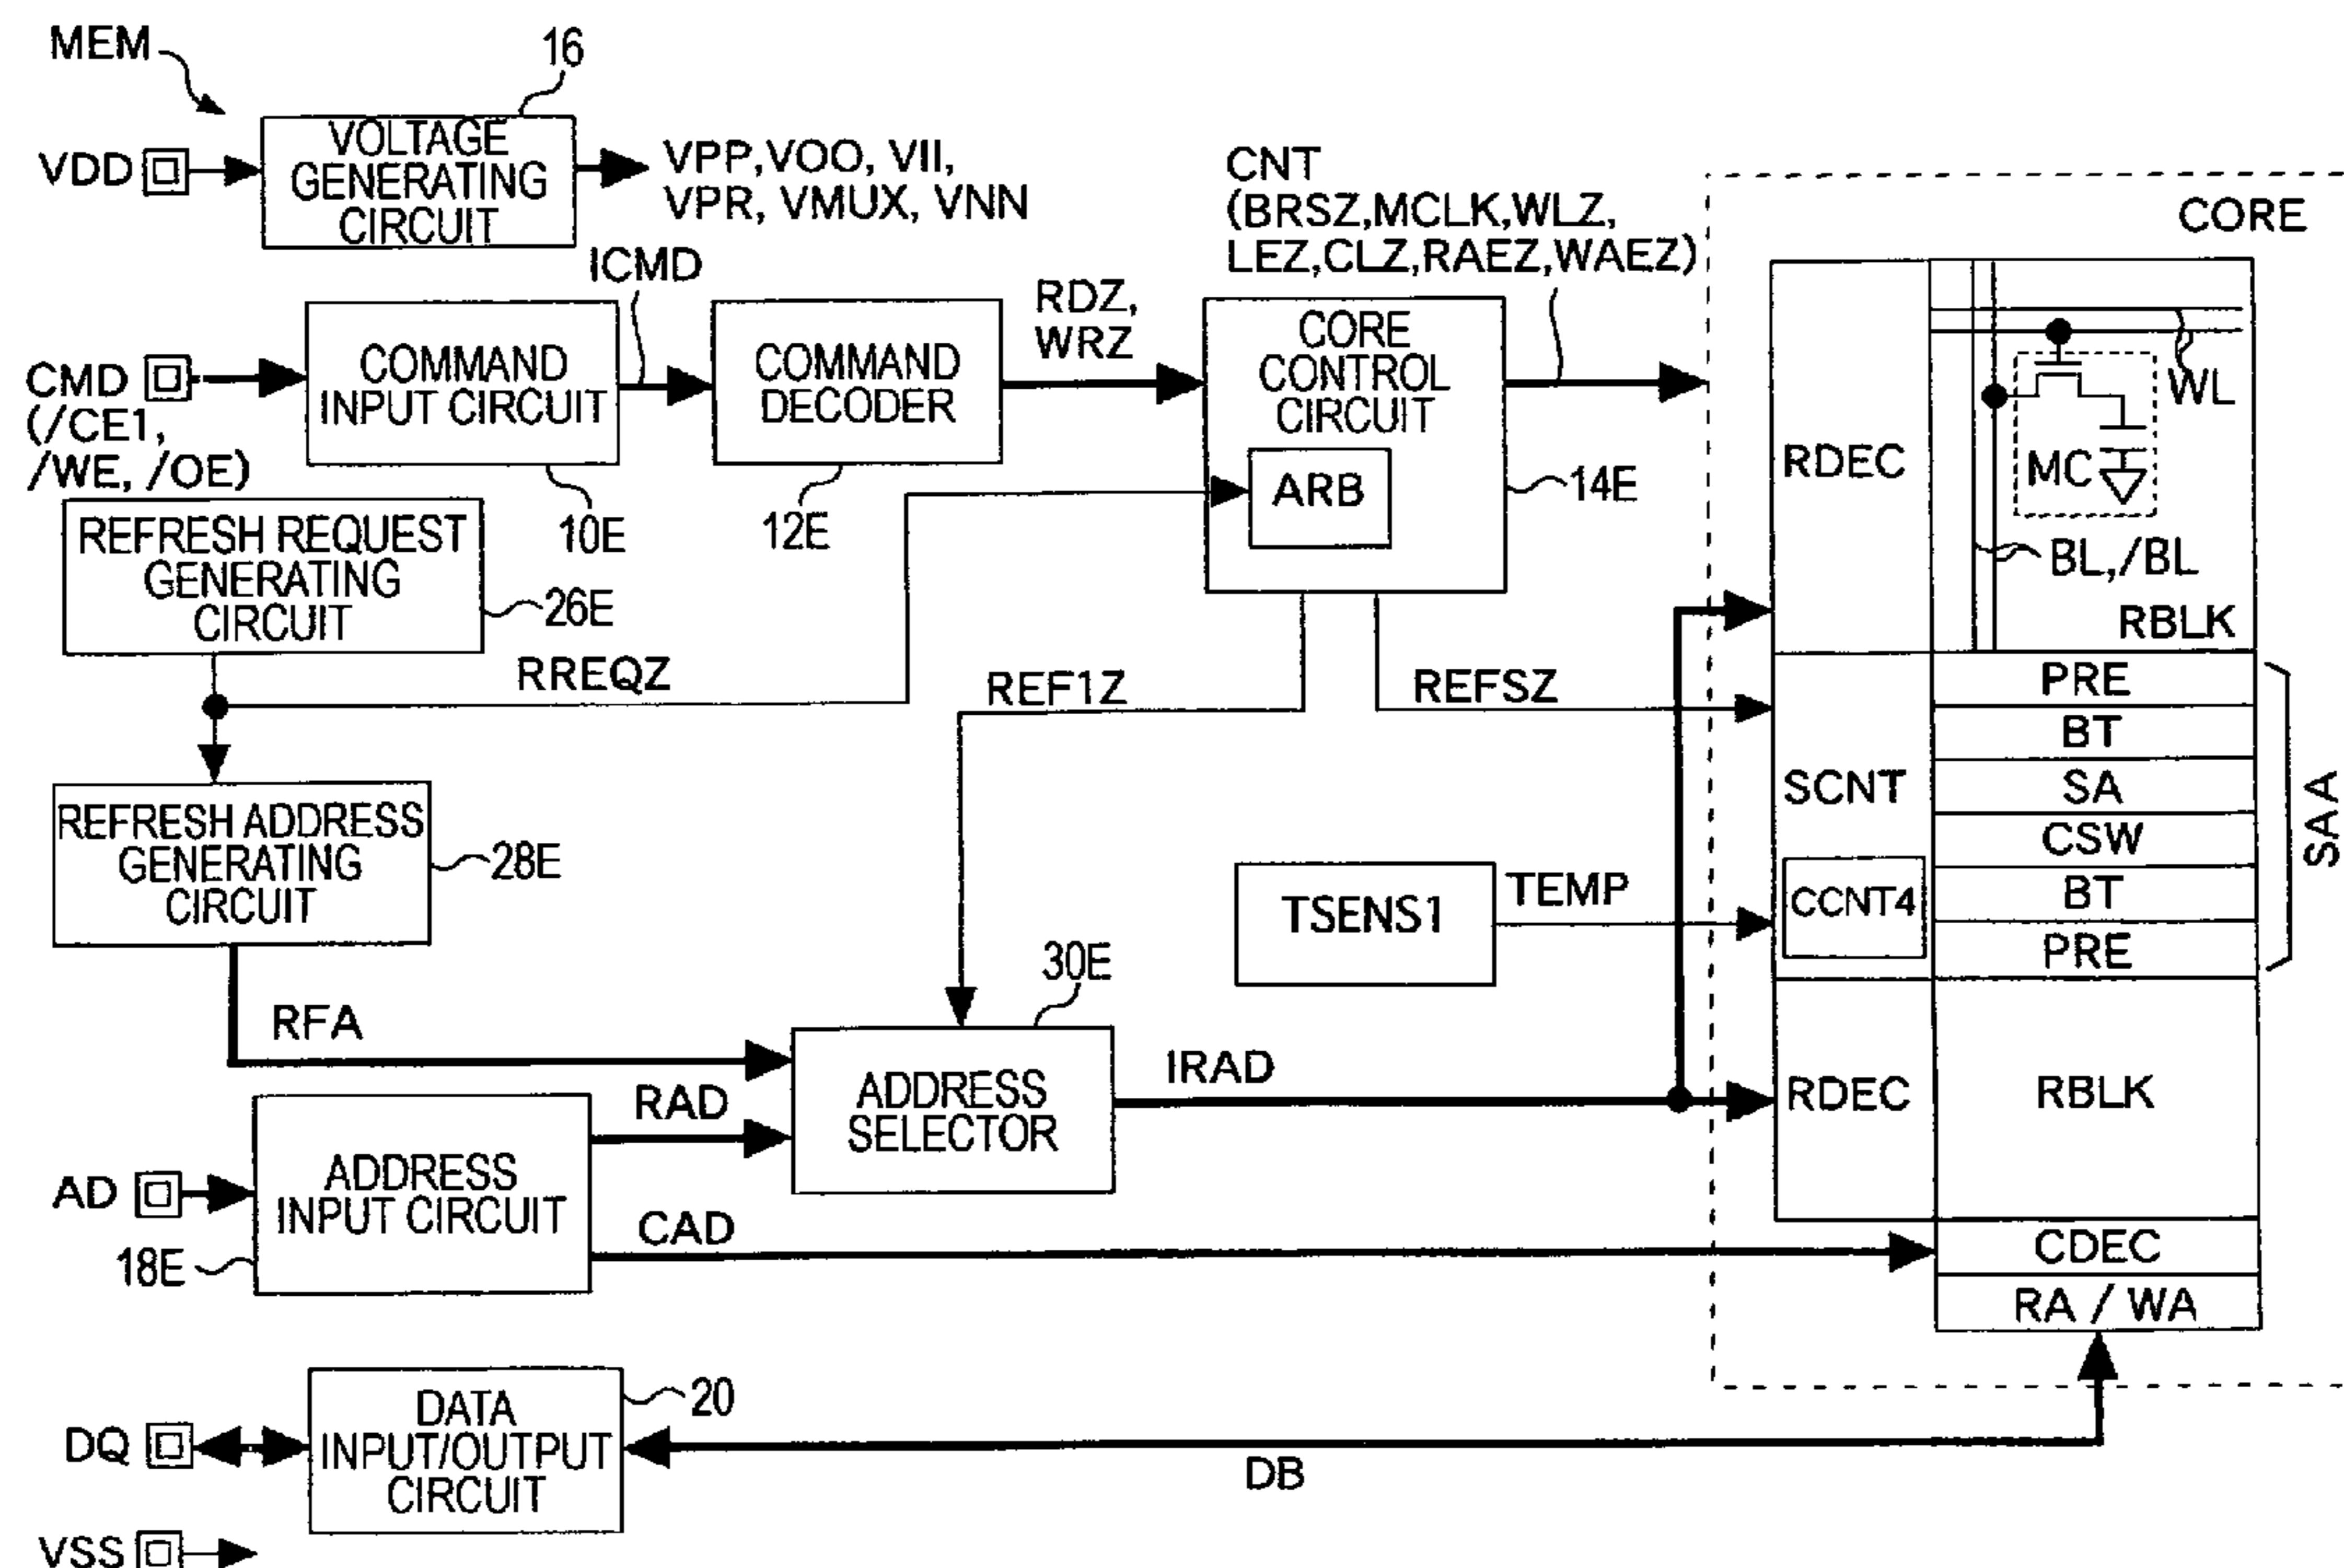 MEM
16
VDD
VOLTAGE
GENERATING
CIRCUIT
VPP,VOO, VII,
VPR, VMUX, VNN
CNT
(BRSZ,MCLK,WLZ,
LEZ,CLZ,RAEZ,WAEZ)
CORE
ICMD
RDZ,
WRZ
CMD
(/CE1,
/WE, /OE)
COMMAND
INPUT CIRCUIT
10E
COMMAND
DECODER
12E
CORE
CONTROL
CIRCUIT
ARB
14E
RDEC
WL
MC
BL,/BL
RBLK
REFRESH REQUEST
GENERATING
CIRCUIT
26E
RREQZ
REF1Z
REFSZ
PRE
BT
SA
CSW
BT
PRE
SAA
SCNT
CCNT4
REFRESH ADDRESS
GENERATING
CIRCUIT
28E
TSENS1
TEMP
30E
RFA
RAD
ADDRESS
SELECTOR
IRAD
RDEC
RBLK
AD
ADDRESS
INPUT CIRCUIT
18E
CAD
CDEC
RA / WA
DQ
DATA
INPUT/OUTPUT
CIRCUIT
20
DB
VSS